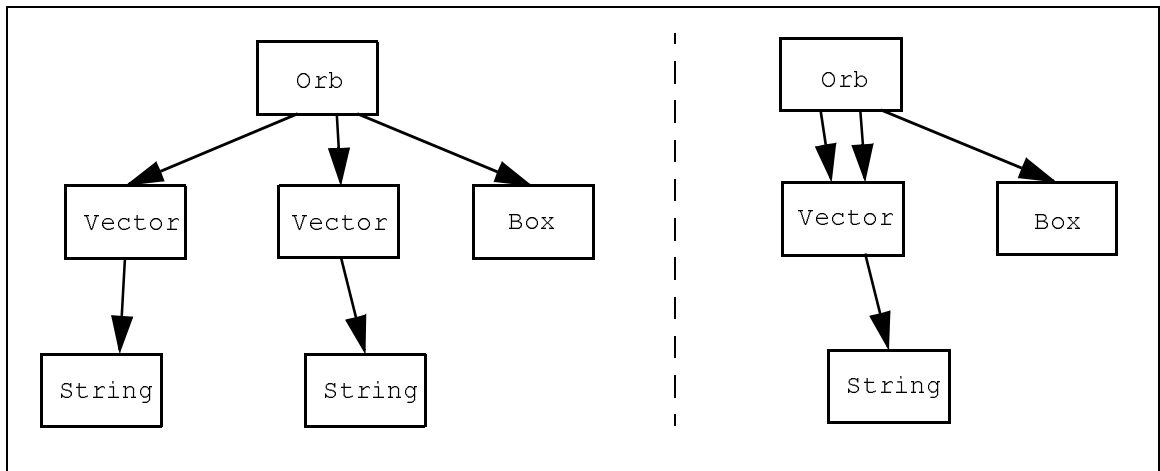 Orb
Vector
Vector
Box
String
String
Orb
Vector
Box
String